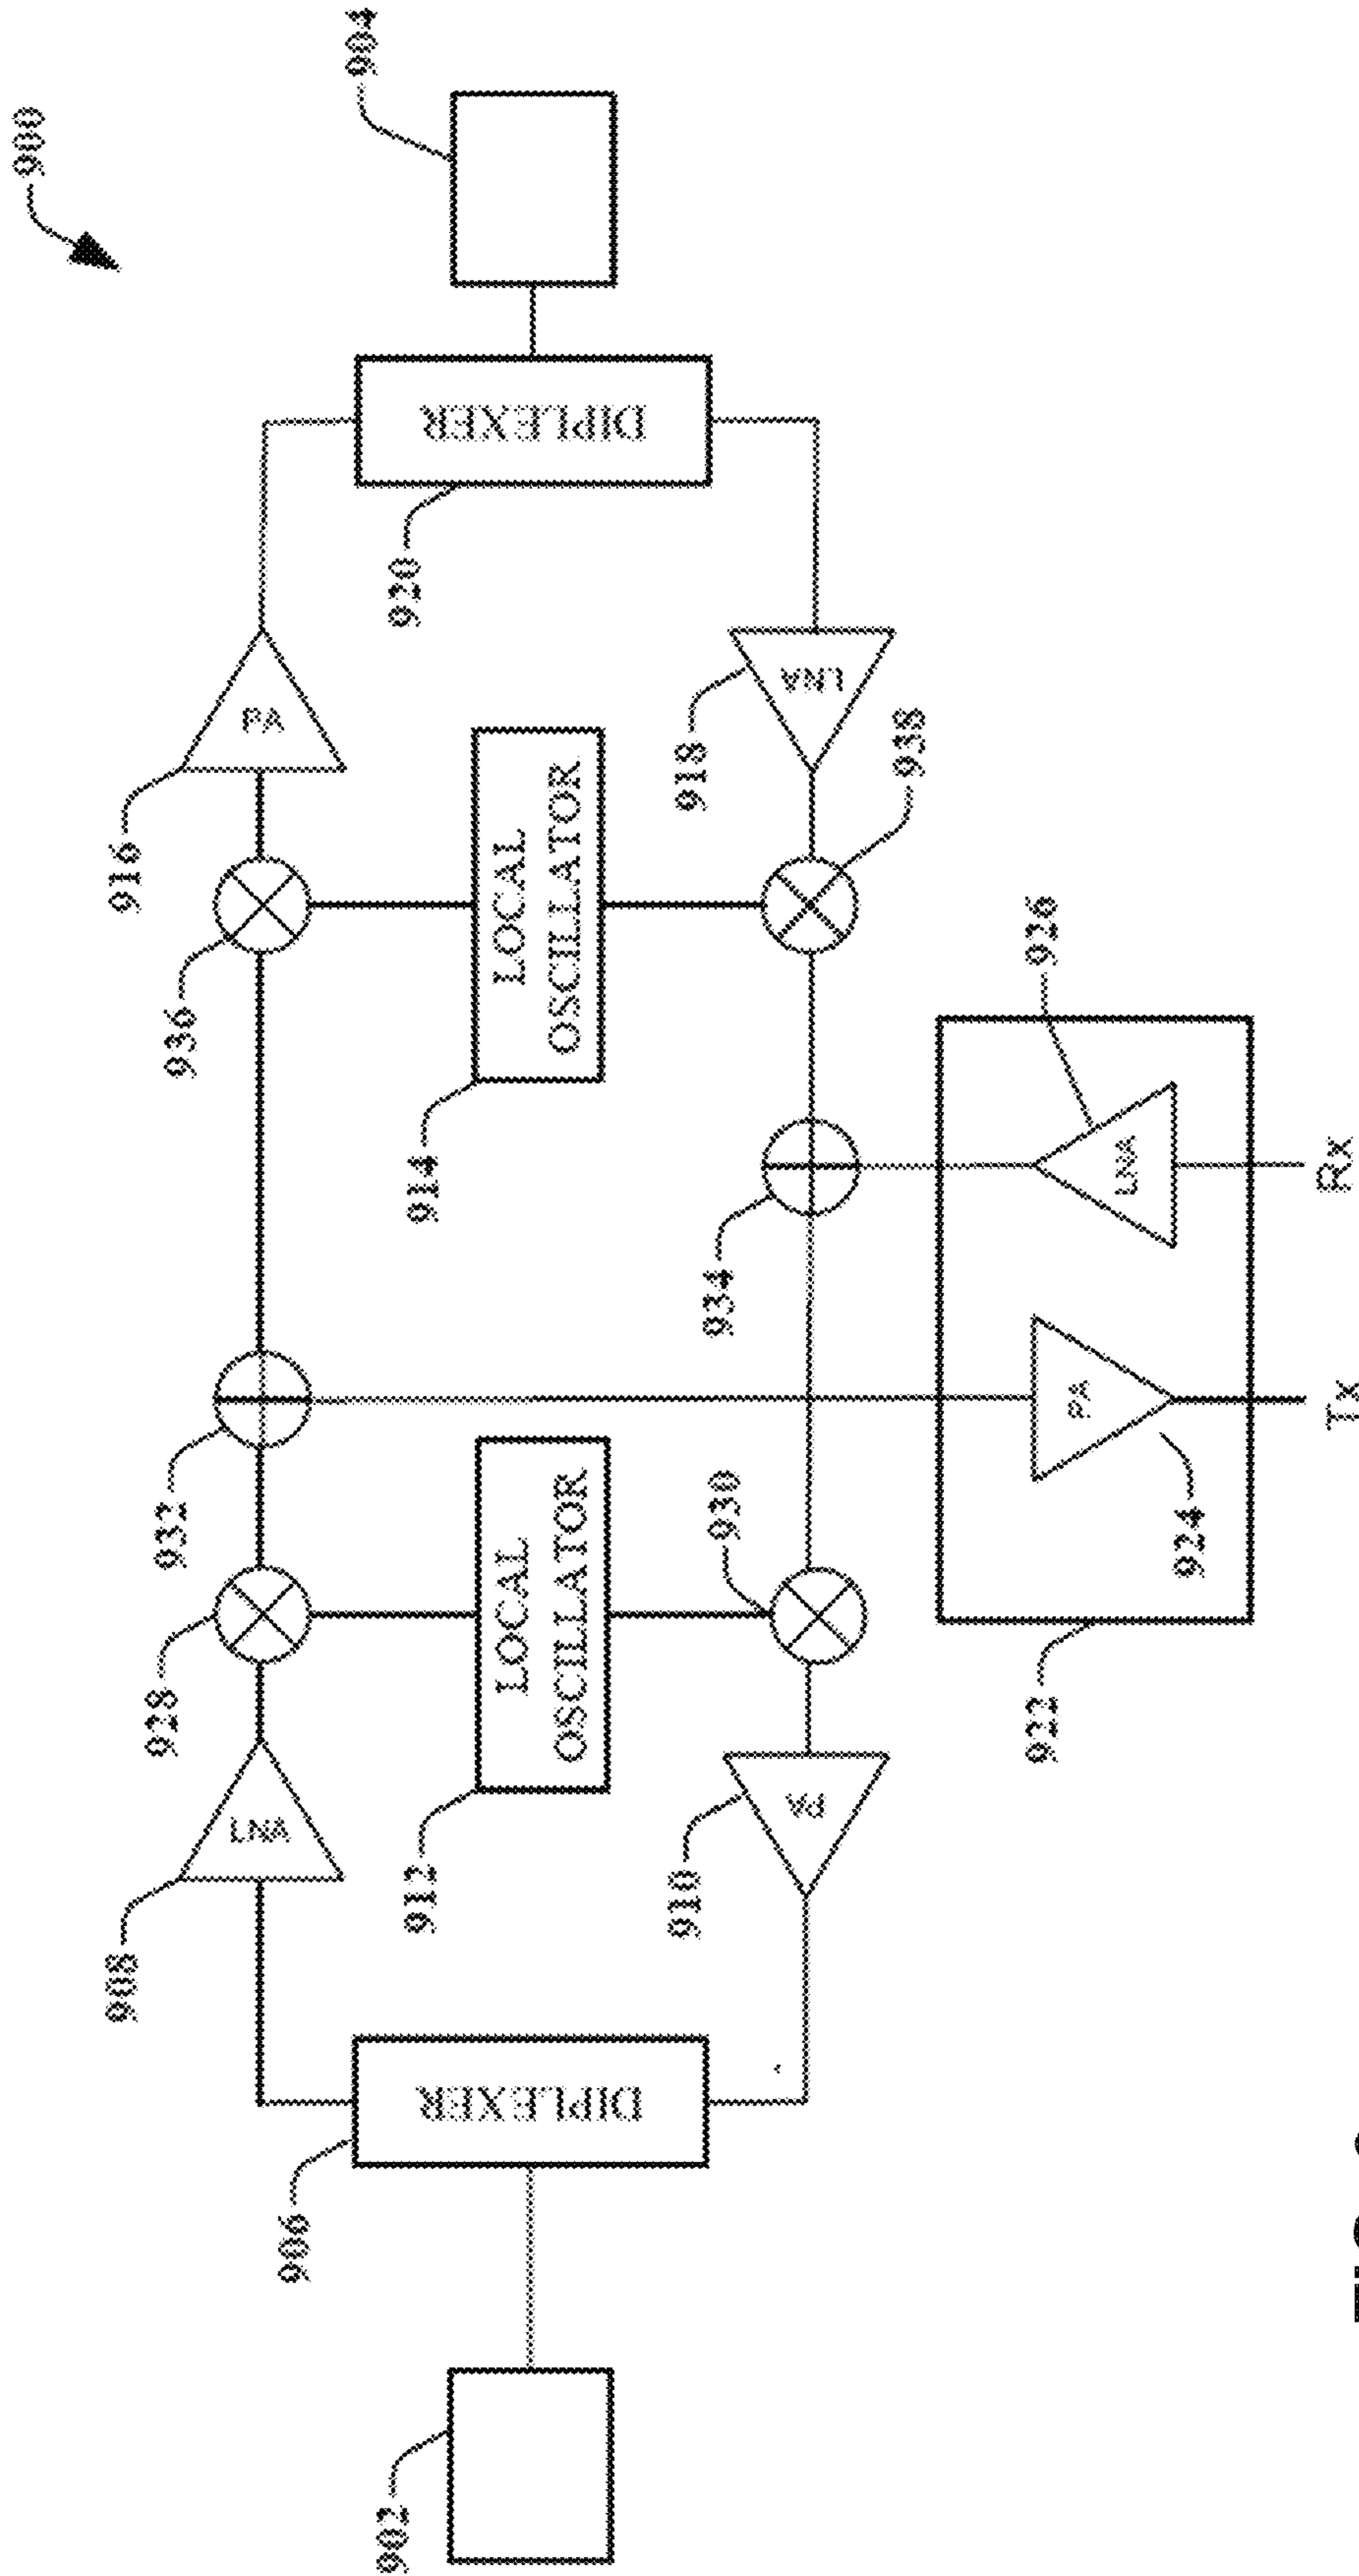 900
904
916
936
PA
DIPLEXER
920
LOCAL
OSCILLATOR
914
LNA
918
938
932
928
934
926
LNA
Rx
LOCAL
OSCILLATOR
912
930
PA
924
Tx
922
LNA
908
PA
910
DIPLEXER
906
902